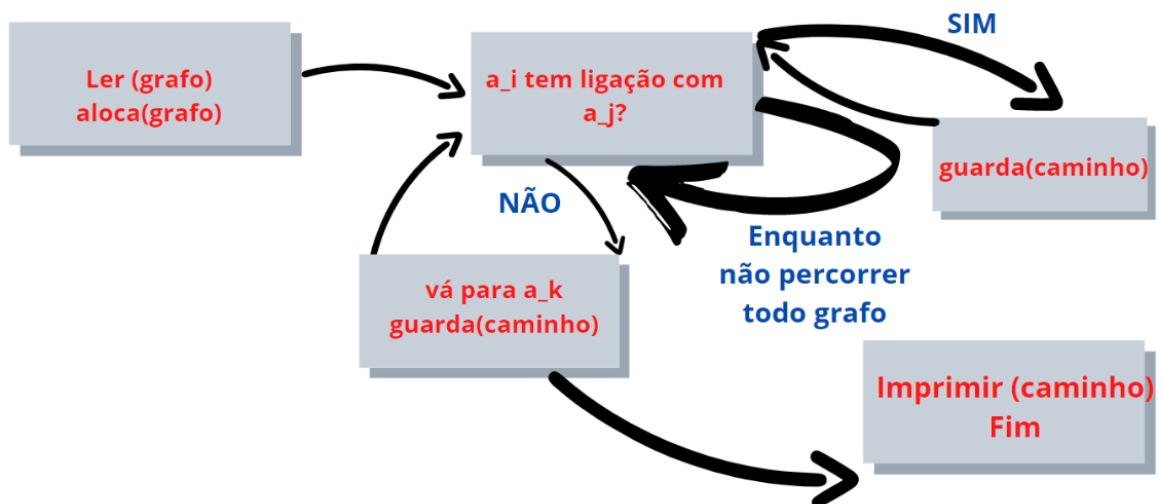 Ler (grafo)
aloca(grafo)
a_i tem ligação com
a_j?
SIM
guarda(caminho)
NÃO
vá para a_k
guarda(caminho)
Enquanto
não percorrer
todo grafo
Imprimir (caminho)
Fim